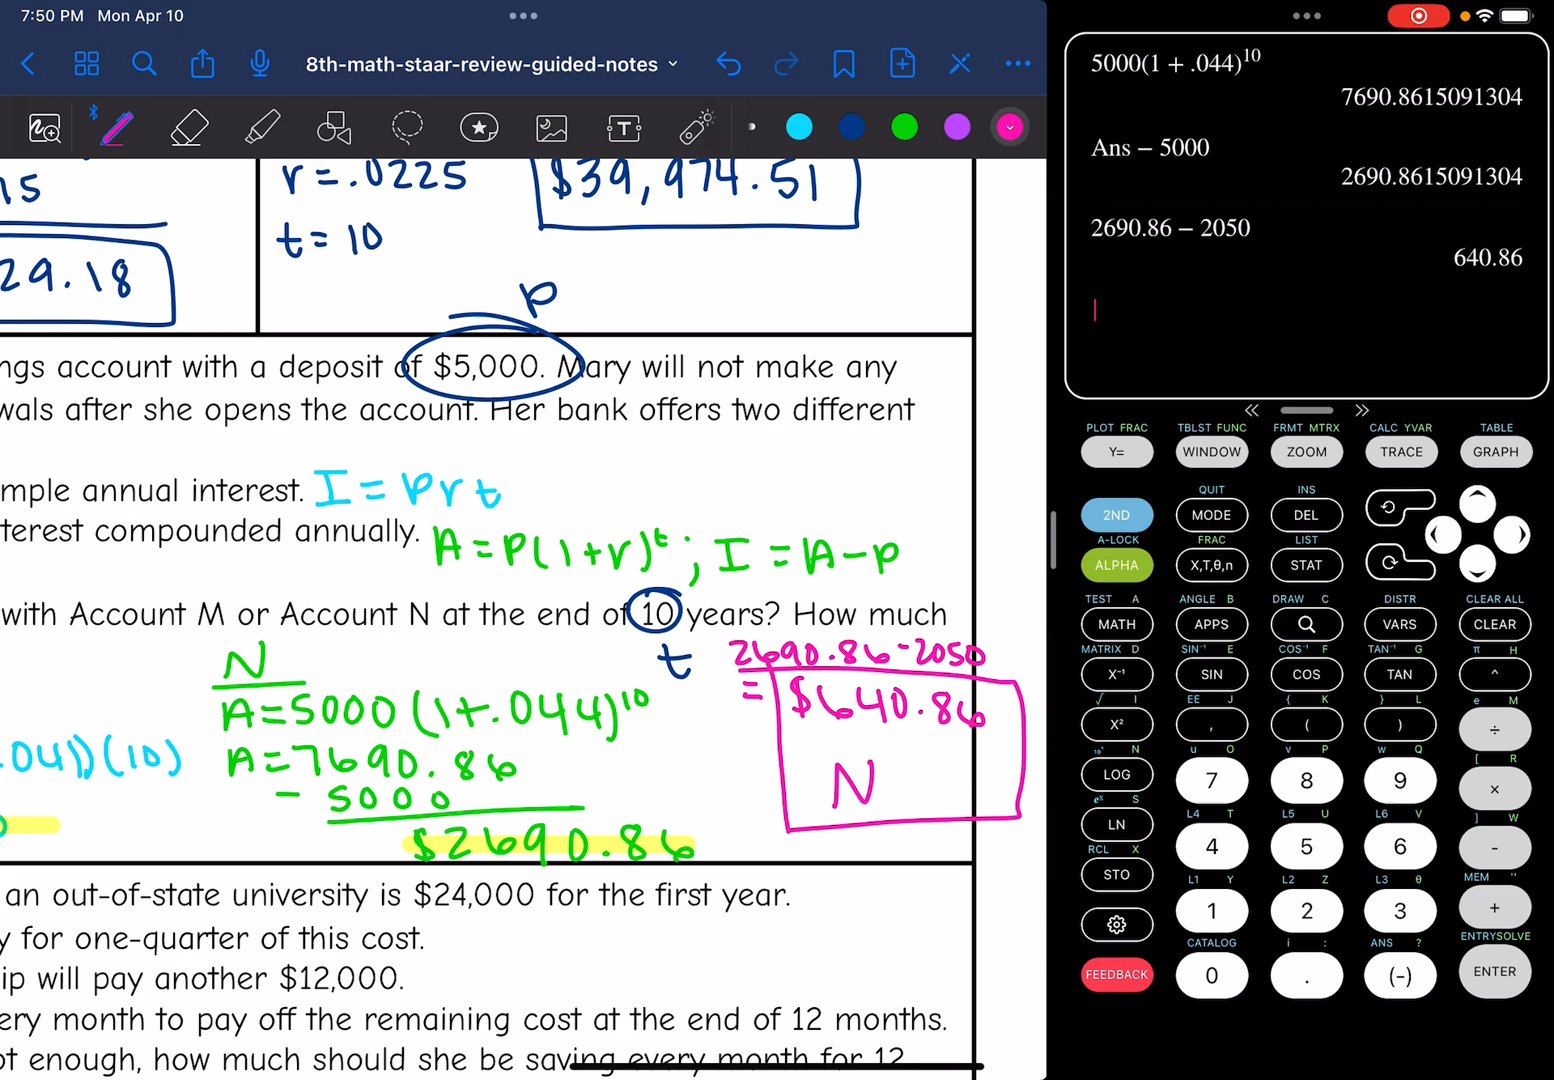 7:50 PM Mon Apr 10
8th-math-staar-review-guided-notes
15
29.18
r = .0225
t = 10
$39,974.51
p
ngs account with a deposit of $5,000. Mary will not make any
wals after she opens the account. Her bank offers two different
mple annual interest. I = Prt
terest compounded annually. A = P(1+r)^t ; I = A - P
with Account M or Account N at the end of 10 years? How much
t
N
A = 5000 (1+.044)^10
A = 7690.86
- 5000
$2690.86
.041)(10)
0
2690.86 - 2050
= $640.86
N
an out-of-state university is $24,000 for the first year.
y for one-quarter of this cost.
ip will pay another $12,000.
ery month to pay off the remaining cost at the end of 12 months.
ot enough, how much should she be saving every month for 12
5000(1 + .044)^10
7690.8615091304
Ans − 5000
2690.8615091304
2690.86 − 2050
640.86
PLOT FRAC TBLST FUNC FRMT MTRX CALC YVAR TABLE
Y= WINDOW ZOOM TRACE GRAPH
QUIT INS
2ND MODE DEL
A-LOCK FRAC LIST
ALPHA X,T,θ,n STAT
TEST A ANGLE B DRAW C DISTR CLEAR ALL
MATH APPS VARS CLEAR
MATRIX D SIN⁻¹ E COS⁻¹ F TAN⁻¹ G π H
X⁻¹ SIN COS TAN ^
√ I EE J { K } L e M
X² , ( ) ÷
10ˣ N u O v P w Q [ R
LOG 7 8 9 ×
eˣ S L4 T L5 U L6 V ] W
LN 4 5 6 -
RCL X L1 Y L2 Z L3 θ MEM "
STO 1 2 3 +
CATALOG i : ANS ? ENTRY SOLVE
FEEDBACK 0 . (-) ENTER